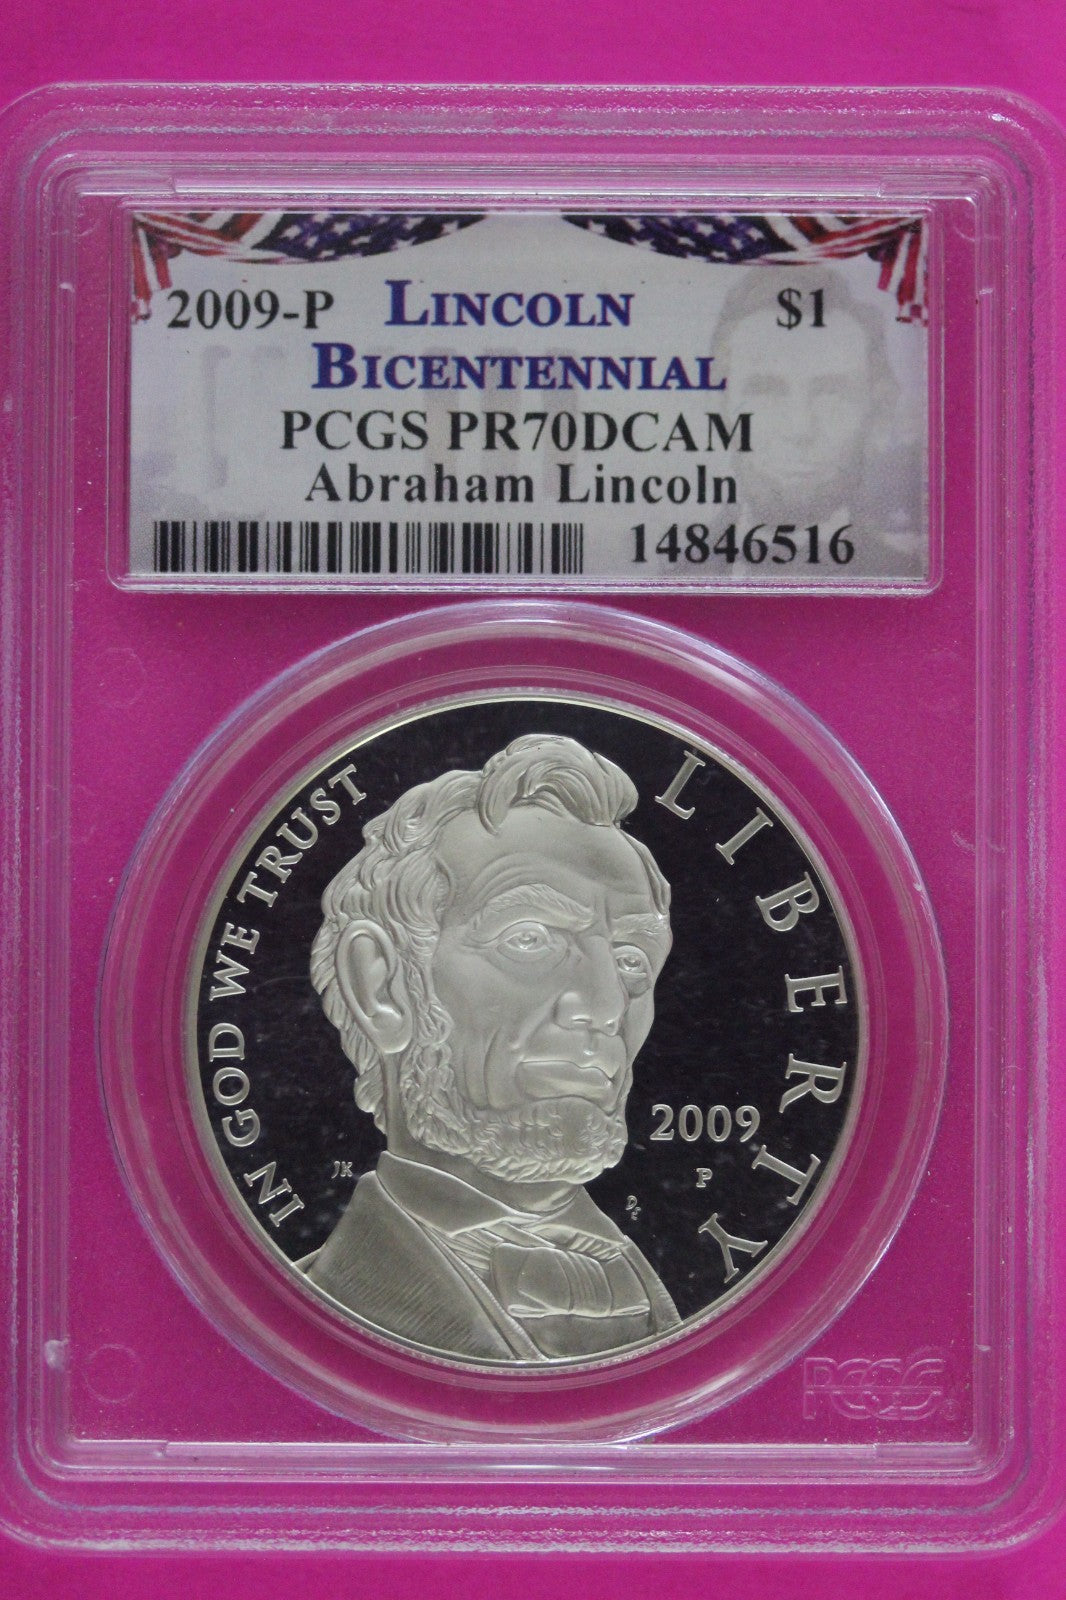 2009-P LINCOLN $1
BICENTENNIAL
PCGS PR70DCAM
Abraham Lincoln
14846516
IN GOD WE TRUST
LIBERTY
2009
P
JK
PCGS